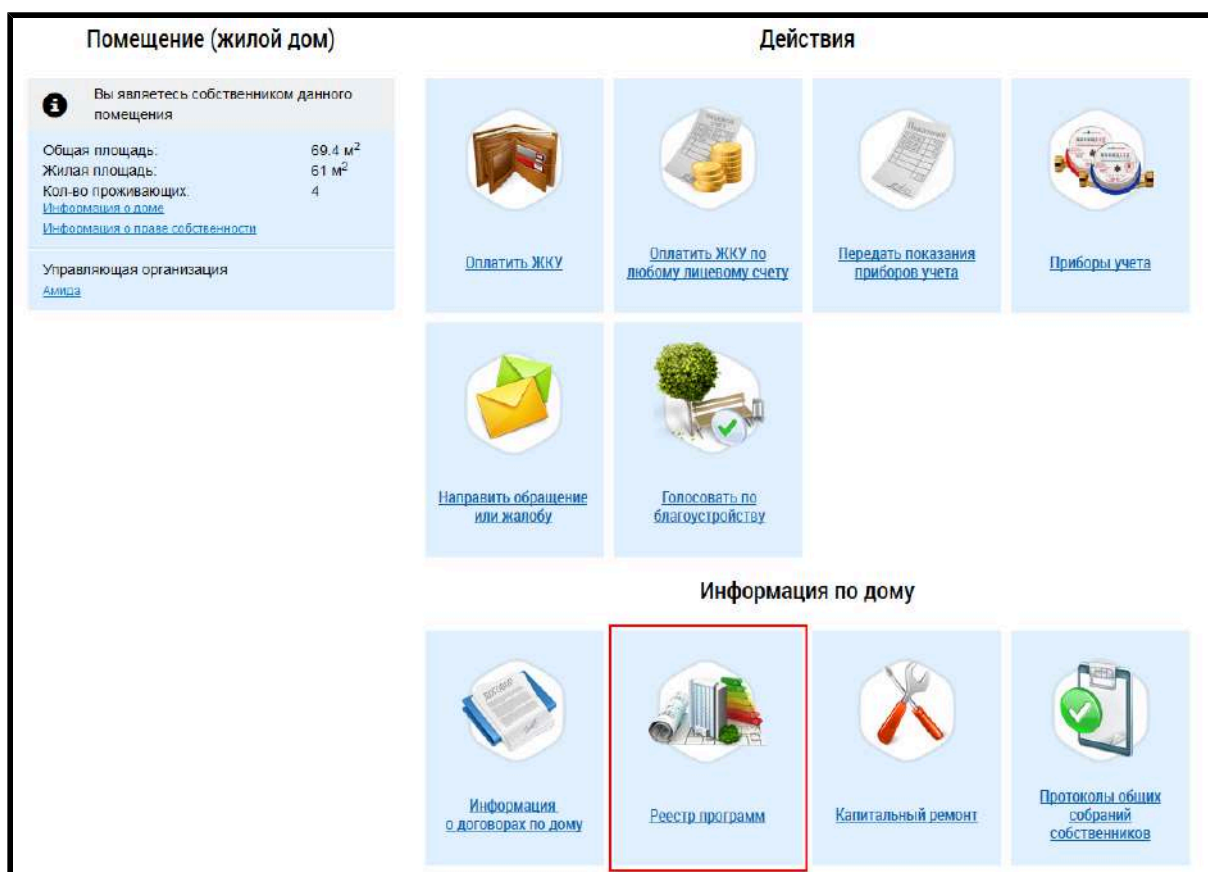 Помещение (жилой дом)
Вы являетесь собственником данного
помещения
Общая площадь: 69.4 м²
Жилая площадь: 61 м²
Кол-во проживающих: 4
Информация о доме
Информация о праве собственности
Управляющая организация
Амида
Действия
Оплатить ЖКУ
Оплатить ЖКУ по
любому лицевому счету
Передать показания
приборов учета
Приборы учета
Направить обращение
или жалобу
Голосовать по
благоустройству
Информация по дому
Информация
о договорах по дому
Реестр программ
Капитальный ремонт
Протоколы общих
собраний
собственников